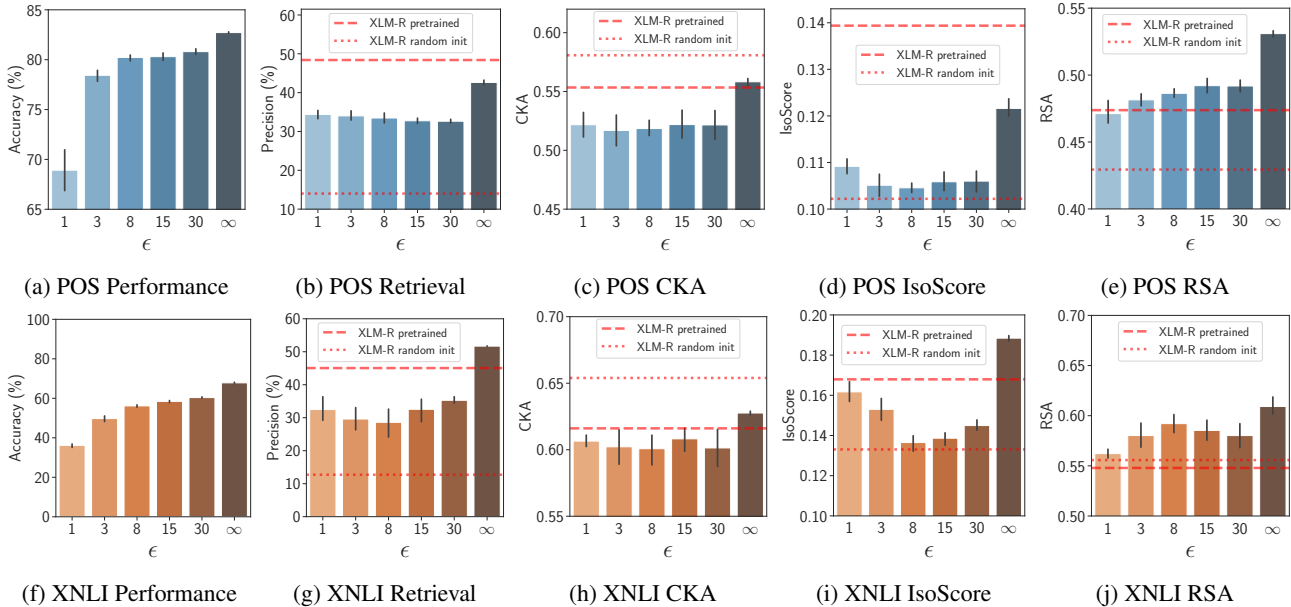 Accuracy (%)
85
80
75
70
65
1 3 8 15 30 ∞
ϵ
(a) POS Performance
Precision (%)
60
50
40
30
20
10
XLM-R pretrained
XLM-R random init
1 3 8 15 30 ∞
ϵ
(b) POS Retrieval
CKA
0.60
0.55
0.50
0.45
XLM-R pretrained
XLM-R random init
1 3 8 15 30 ∞
ϵ
(c) POS CKA
IsoScore
0.14
0.13
0.12
0.11
0.10
XLM-R pretrained
XLM-R random init
1 3 8 15 30 ∞
ϵ
(d) POS IsoScore
RSA
0.55
0.50
0.45
0.40
XLM-R pretrained
XLM-R random init
1 3 8 15 30 ∞
ϵ
(e) POS RSA
Accuracy (%)
100
80
60
40
20
0
1 3 8 15 30 ∞
ϵ
(f) XNLI Performance
Precision (%)
60
50
40
30
20
10
0
XLM-R pretrained
XLM-R random init
1 3 8 15 30 ∞
ϵ
(g) XNLI Retrieval
CKA
0.70
0.65
0.60
0.55
XLM-R pretrained
XLM-R random init
1 3 8 15 30 ∞
ϵ
(h) XNLI CKA
IsoScore
0.20
0.18
0.16
0.14
0.12
0.10
XLM-R pretrained
XLM-R random init
1 3 8 15 30 ∞
ϵ
(i) XNLI IsoScore
RSA
0.70
0.65
0.60
0.55
0.50
XLM-R pretrained
XLM-R random init
1 3 8 15 30 ∞
ϵ
(j) XNLI RSA